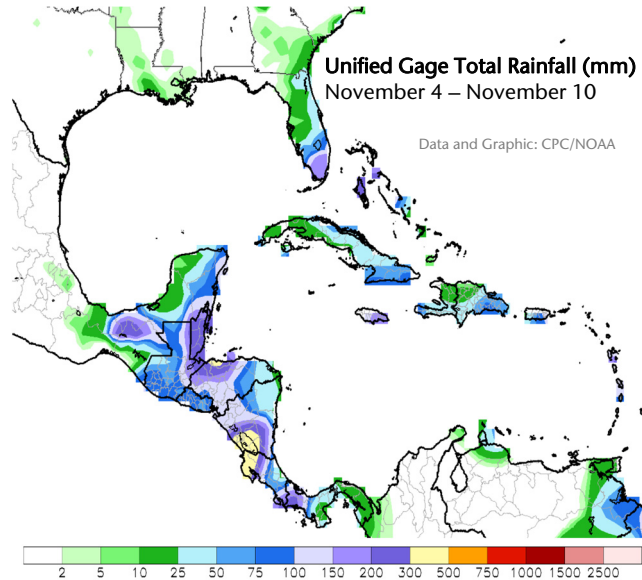 Unified Gage Total Rainfall (mm)
November 4 – November 10
Data and Graphic: CPC/NOAA
2 5 10 25 50 75 100 150 200 300 500 750 1000 1500 2500